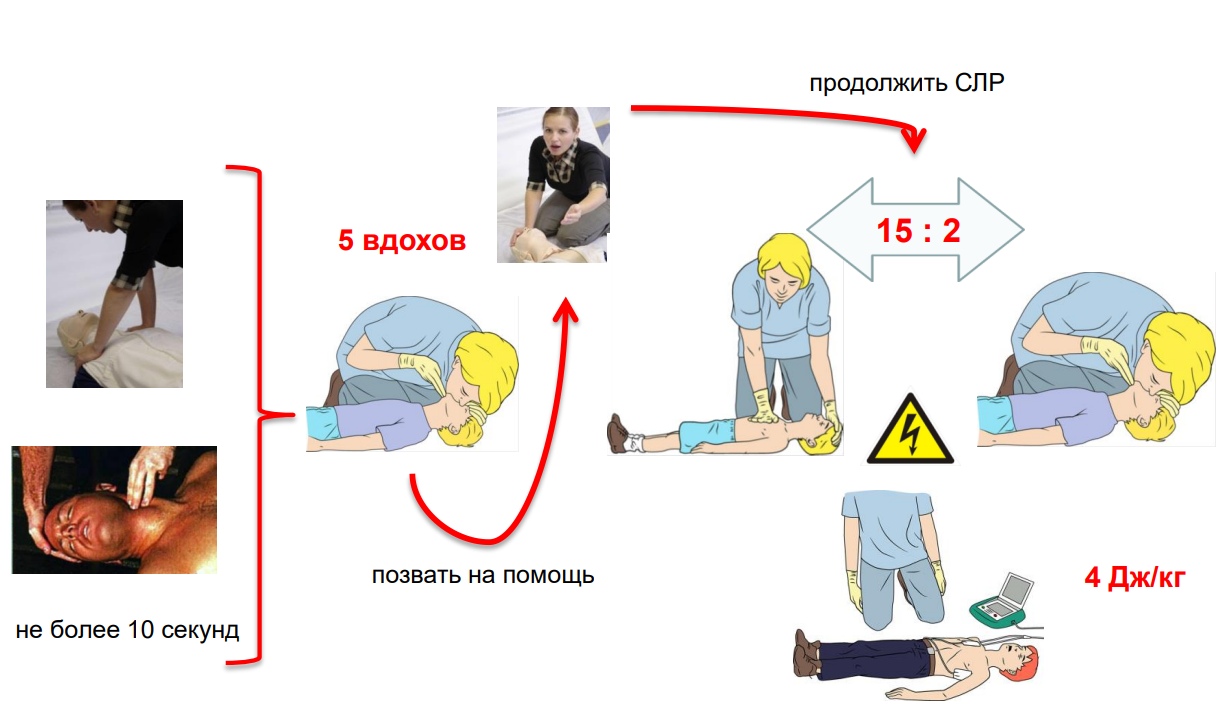 продолжить СЛР
5 вдохов
15 : 2
позвать на помощь
4 Дж/кг
не более 10 секунд